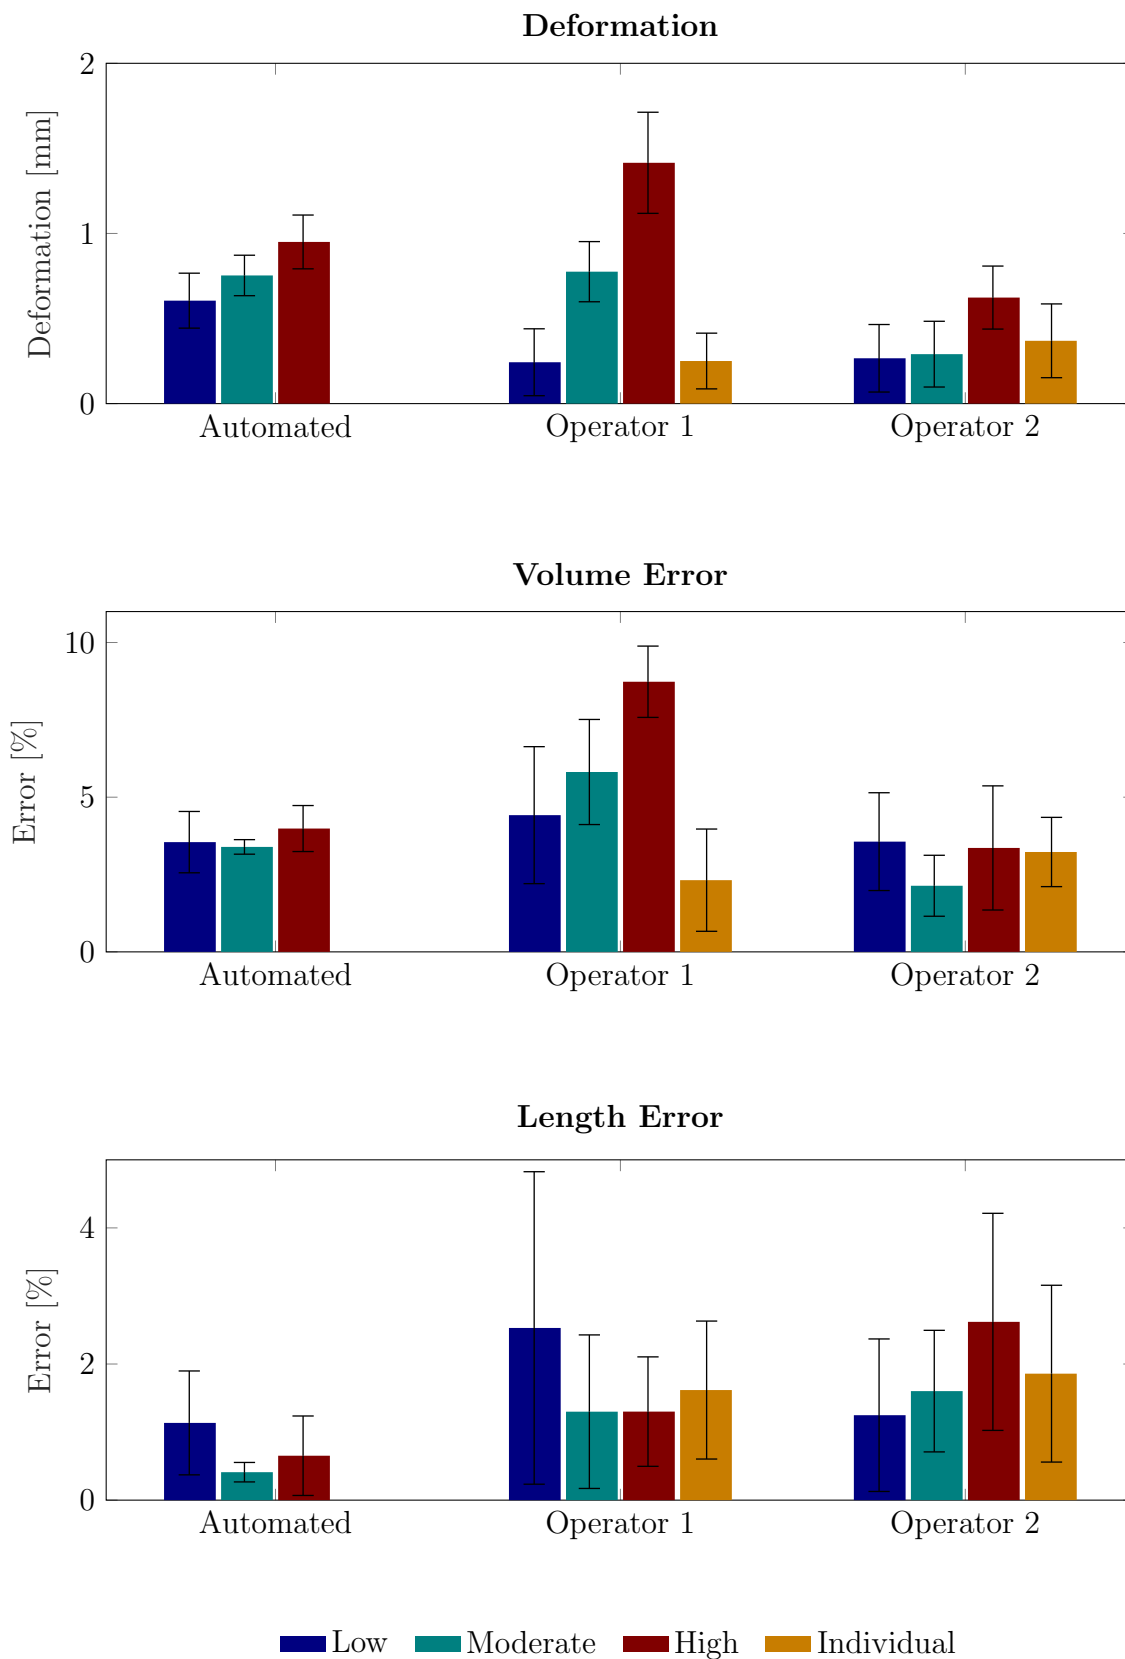 Deformation
2
1
0
Deformation [mm]
Automated Operator 1 Operator 2
Volume Error
10
5
0
Error [%]
Automated Operator 1 Operator 2
Length Error
4
2
0
Error [%]
Automated Operator 1 Operator 2
Low Moderate High Individual